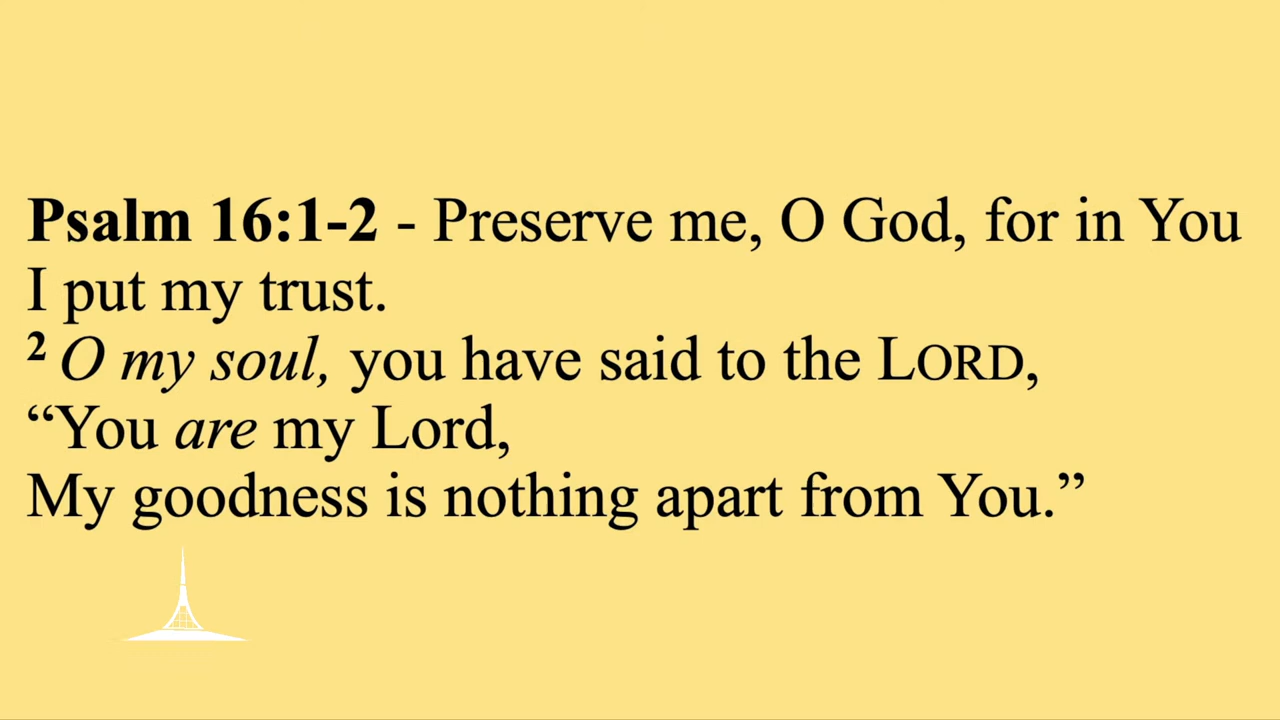 Psalm 16:1-2 - Preserve me, O God, for in You
I put my trust.
2 O my soul, you have said to the LORD,
“You are my Lord,
My goodness is nothing apart from You.”